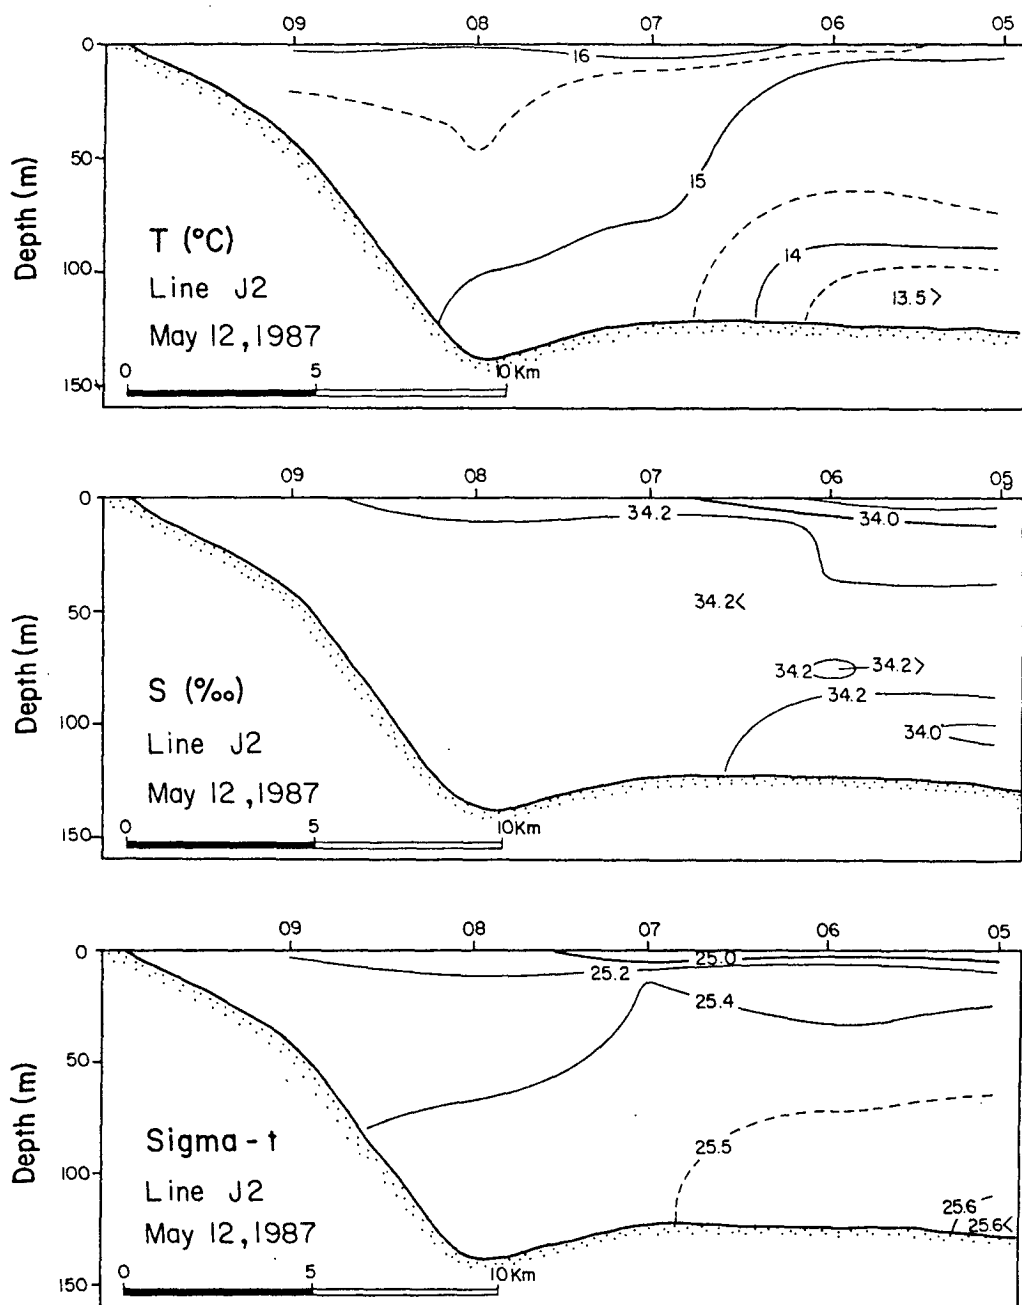 09 08 07 06 05
0
16
50
15
Depth (m)
T (°C)
14
100
Line J2
13.5>
May 12, 1987
0 5 10 Km
150
09 08 07 06 05
0
34.2
34.0
50
34.2<
Depth (m)
34.2 34.2>
S (‰)
34.2
100
Line J2
34.0
May 12, 1987
0 5 10 Km
150
09 08 07 06 05
0
25.0
25.2
25.4
50
Depth (m)
Sigma-t
25.5
100
Line J2
25.6
25.6<
May 12, 1987
0 5 10 Km
150